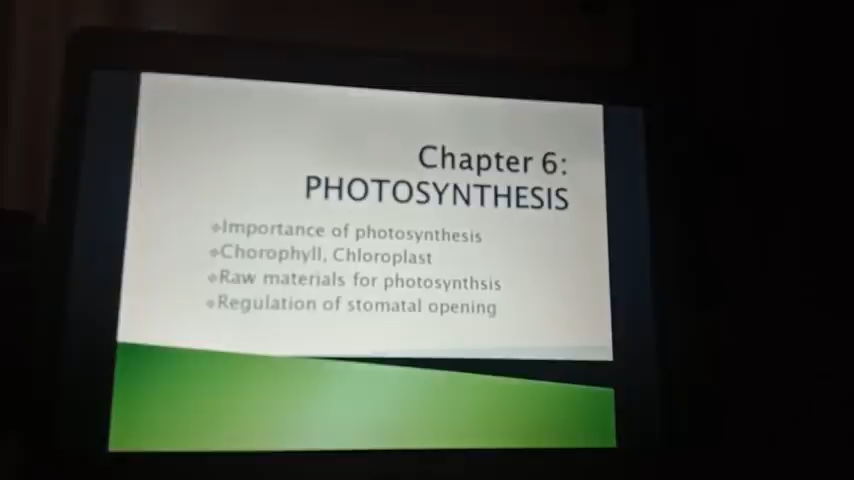 Chapter 6:
PHOTOSYNTHESIS
❖Importance of photosynthesis
❖Chorophyll, Chloroplast
❖Raw materials for photosynthsis
❖Regulation of stomatal opening